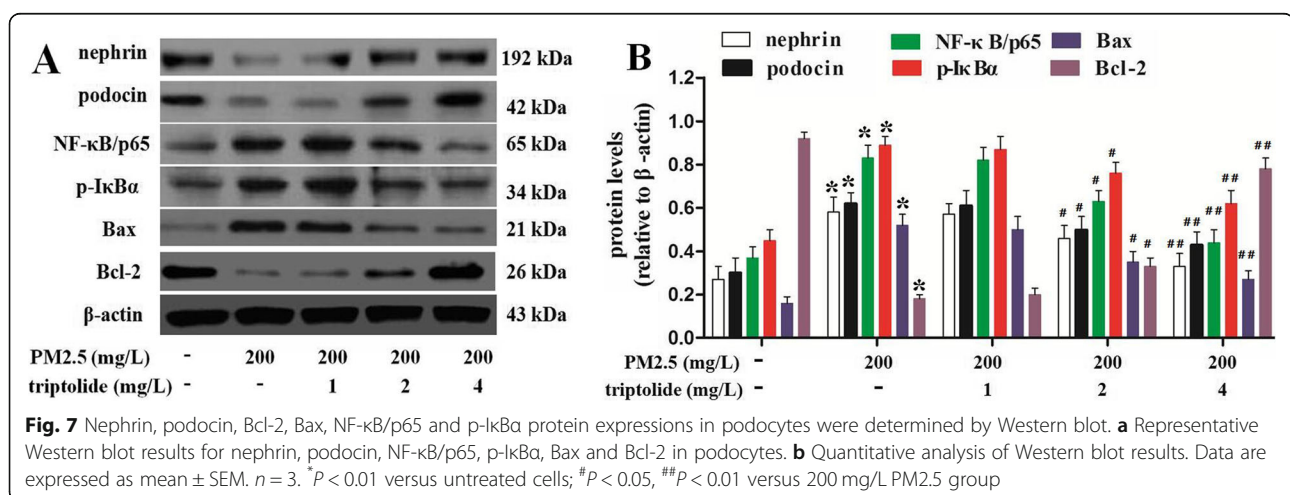 A
nephrin 192 kDa
podocin 42 kDa
NF-κB/p65 65 kDa
p-IκBα 34 kDa
Bax 21 kDa
Bcl-2 26 kDa
β-actin 43 kDa
PM2.5 (mg/L) - 200 200 200 200
triptolide (mg/L) - - 1 2 4
B
nephrin NF-κ B/p65 Bax
podocin p-Iκ Bα Bcl-2
protein levels
(relative to β -actin)
1.2
1.0
0.8
0.6
0.4
0.2
0.0
* * * * * *
# # # # # #
## ## ## ## ## ##
PM2.5 (mg/L) - 200 200 200 200
triptolide (mg/L) - - 1 2 4
Fig. 7 Nephrin, podocin, Bcl-2, Bax, NF-κB/p65 and p-IκBα protein expressions in podocytes were determined by Western blot. a Representative
Western blot results for nephrin, podocin, NF-κB/p65, p-IκBα, Bax and Bcl-2 in podocytes. b Quantitative analysis of Western blot results. Data are
expressed as mean ± SEM. n = 3. *P < 0.01 versus untreated cells; #P < 0.05, ##P < 0.01 versus 200 mg/L PM2.5 group